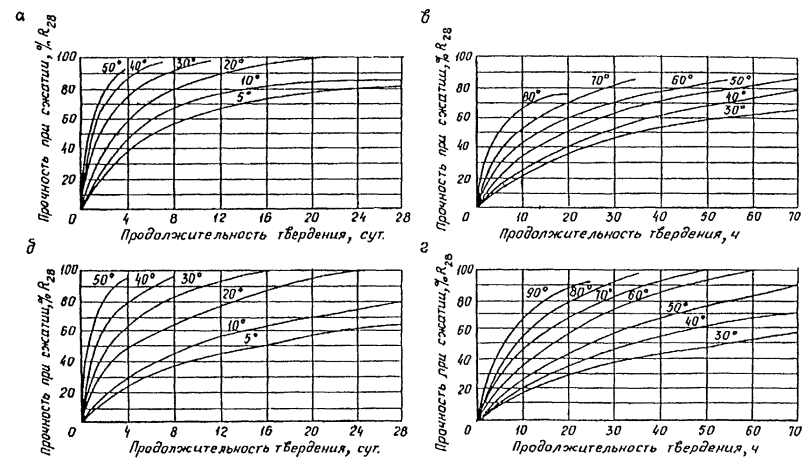 а
Прочность при сжатии, % R28
100
80
60
40
20
0
50° 40° 30° 20°
10°
5°
4 8 12 16 20 24 28
Продолжительность твердения, сут.
в
Прочность при сжатии, % R28
100
80
60
40
20
0
80° 70° 60° 50°
40°
30°
10 20 30 40 50 60 70
Продолжительность твердения, ч
б
Прочность при сжатии, % R28
100
80
60
40
20
0
50° 40° 30°
20°
10°
5°
4 8 12 16 20 24 28
Продолжительность твердения, сут.
г
Прочность при сжатии, % R28
100
80
60
40
20
0
90° 80° 70° 60°
50°
40°
30°
10 20 30 40 50 60 70
Продолжительность твердения, ч